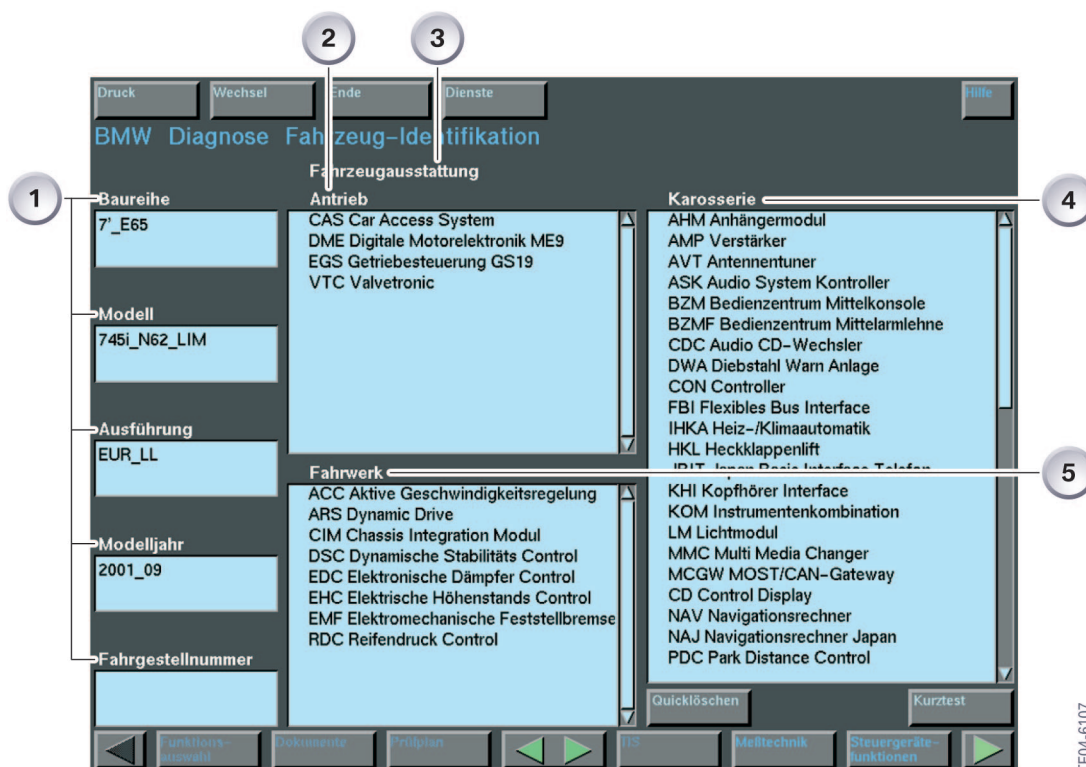 2
3
Druck
Wechsel
Ende
Dienste
Hilfe
BMW Diagnose Fahrzeug-Identifikation
Fahrzeugausstattung
1
Baureihe
7'_E65
Modell
745i_N62_LIM
Ausführung
EUR_LL
Modelljahr
2001_09
Fahrgestellnummer
Antrieb
CAS Car Access System
DME Digitale Motorelektronik ME9
EGS Getriebesteuerung GS19
VTC Valvetronic
Fahrwerk
5
ACC Aktive Geschwindigkeitsregelung
ARS Dynamic Drive
CIM Chassis Integration Modul
DSC Dynamische Stabilitäts Control
EDC Elektronische Dämpfer Control
EHC Elektrische Höhenstands Control
EMF Elektromechanische Feststellbremse
RDC Reifendruck Control
Karosserie
4
AHM Anhängermodul
AMP Verstärker
AVT Antennentuner
ASK Audio System Kontroller
BZM Bedienzentrum Mittelkonsole
BZMF Bedienzentrum Mittelarmlehne
CDC Audio CD-Wechsler
DWA Diebstahl Warn Anlage
CON Controller
FBI Flexibles Bus Interface
IHKA Heiz-/Klimaautomatik
HKL Heckklappenlift
JBIT Japan Basic Interface Telefon
KHI Kopfhörer Interface
KOM Instrumentenkombination
LM Lichtmodul
MMC Multi Media Changer
MCGW MOST/CAN-Gateway
CD Control Display
NAV Navigationsrechner
NAJ Navigationsrechner Japan
PDC Park Distance Control
Quicklöschen
Kurztest
Funktions-
auswahl
Dokumente
Prüfplan
TIS
Meßtechnik
Steuergeräte-
funktionen